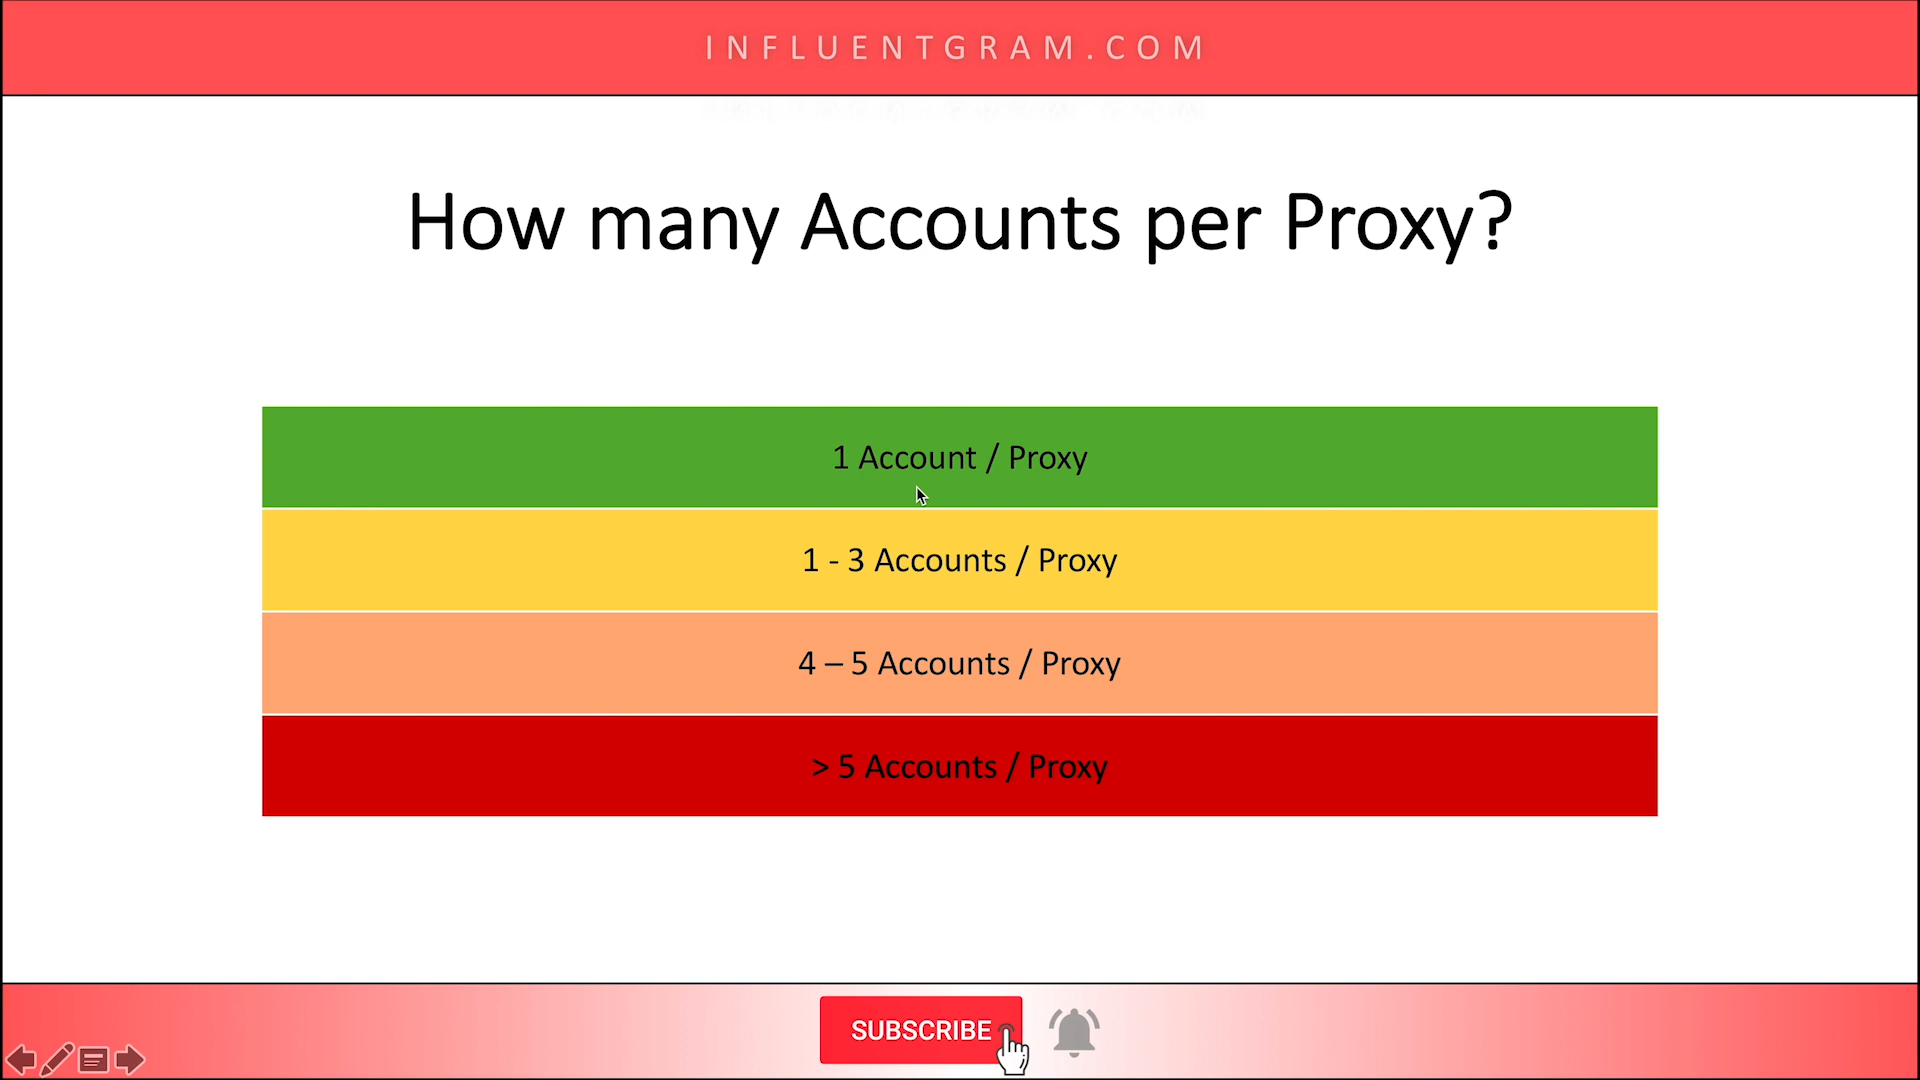 INFLUENTGRAM.COM
How many Accounts per Proxy?
1 Account / Proxy
1 - 3 Accounts / Proxy
4 – 5 Accounts / Proxy
> 5 Accounts / Proxy
SUBSCRIBE